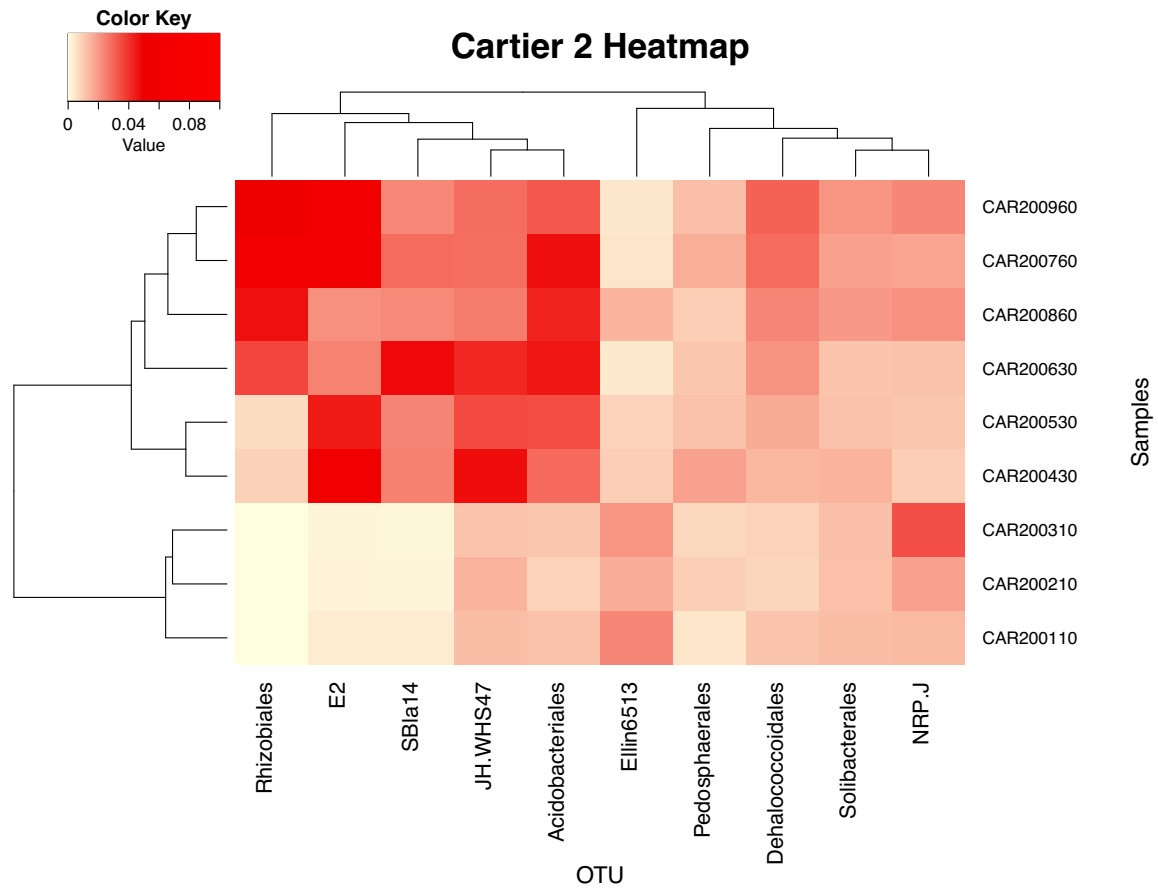 Color Key
0 0.04 0.08
Value
Cartier 2 Heatmap
CAR200960
CAR200760
CAR200860
CAR200630
CAR200530
CAR200430
CAR200310
CAR200210
CAR200110
Samples
Rhizobiales
E2
SBla14
JH.WHS47
Acidobacteriales
Ellin6513
Pedosphaerales
Dehalococcoidales
Solibacterales
NRP.J
OTU